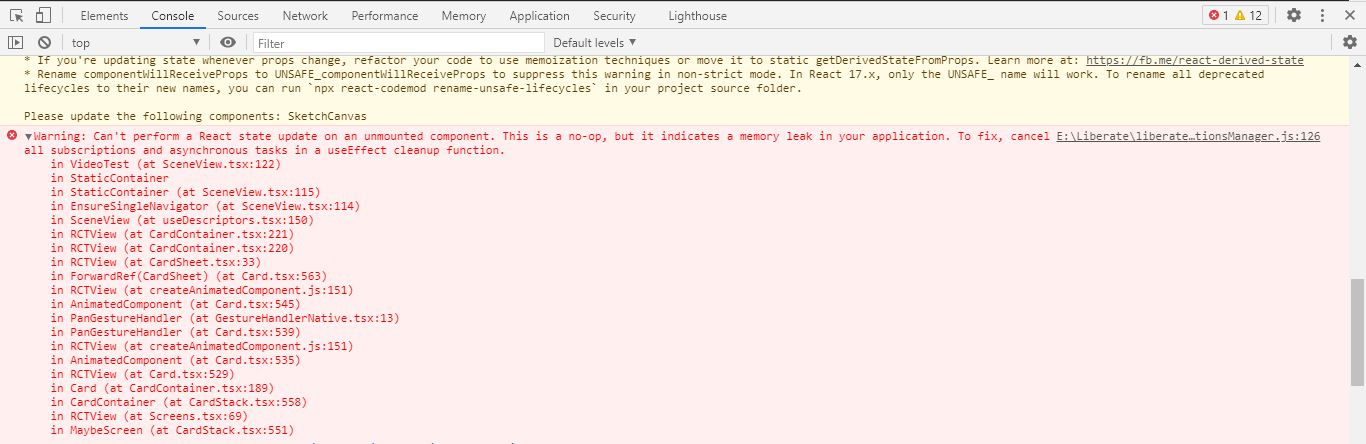 Elements Console Sources Network Performance Memory Application Security Lighthouse 1 12
top Filter Default levels
* If you're updating state whenever props change, refactor your code to use memoization techniques or move it to static getDerivedStateFromProps. Learn more at: https://fb.me/react-derived-state
* Rename componentWillReceiveProps to UNSAFE_componentWillReceiveProps to suppress this warning in non-strict mode. In React 17.x, only the UNSAFE_ name will work. To rename all deprecated
lifecycles to their new names, you can run `npx react-codemod rename-unsafe-lifecycles` in your project source folder.
Please update the following components: SketchCanvas
Warning: Can't perform a React state update on an unmounted component. This is a no-op, but it indicates a memory leak in your application. To fix, cancel E:\Liberate\liberate…tionsManager.js:126
all subscriptions and asynchronous tasks in a useEffect cleanup function.
in VideoTest (at SceneView.tsx:122)
in StaticContainer
in StaticContainer (at SceneView.tsx:115)
in EnsureSingleNavigator (at SceneView.tsx:114)
in SceneView (at useDescriptors.tsx:150)
in RCTView (at CardContainer.tsx:221)
in RCTView (at CardContainer.tsx:220)
in RCTView (at CardSheet.tsx:33)
in ForwardRef(CardSheet) (at Card.tsx:563)
in RCTView (at createAnimatedComponent.js:151)
in AnimatedComponent (at Card.tsx:545)
in PanGestureHandler (at GestureHandlerNative.tsx:13)
in PanGestureHandler (at Card.tsx:539)
in RCTView (at createAnimatedComponent.js:151)
in AnimatedComponent (at Card.tsx:535)
in RCTView (at Card.tsx:529)
in Card (at CardContainer.tsx:189)
in CardContainer (at CardStack.tsx:558)
in RCTView (at Screens.tsx:69)
in MaybeScreen (at CardStack.tsx:551)